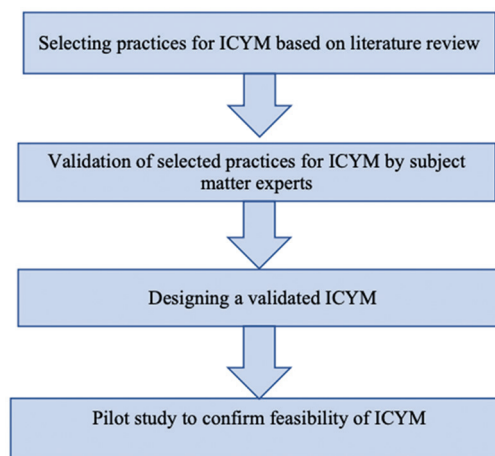 Selecting practices for ICYM based on literature review
Validation of selected practices for ICYM by subject
matter experts
Designing a validated ICYM
Pilot study to confirm feasibility of ICYM